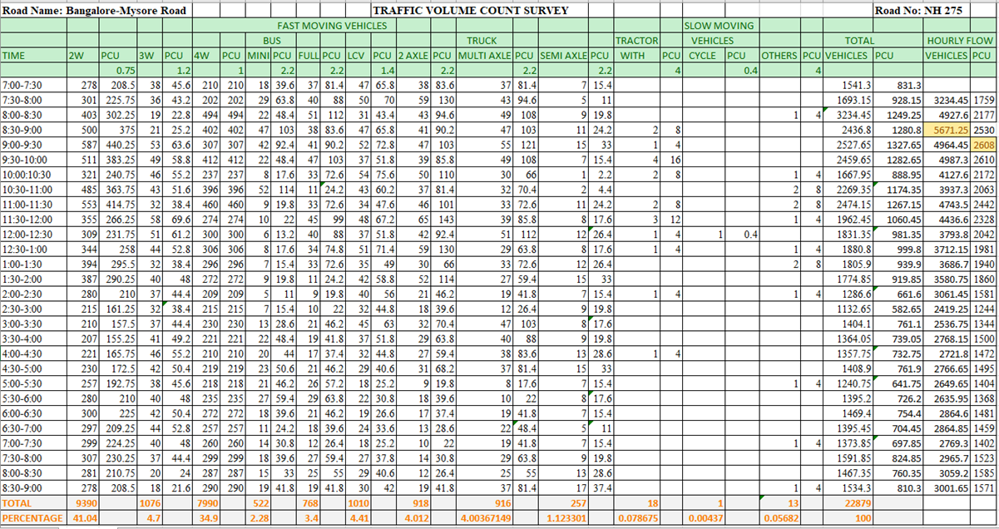 Road Name: Bangalore-Mysore Road TRAFFIC VOLUME COUNT SURVEY Road No: NH 275
FAST MOVING VEHICLES SLOW MOVING
BUS TRUCK TRACTOR VEHICLES TOTAL HOURLY FLOW
TIME 2W PCU 3W PCU 4W PCU MINI PCU FULL PCU LCV PCU 2 AXLE PCU MULTI AXLE PCU SEMI AXLE PCU WITH PCU CYCLE PCU OTHERS PCU VEHICLES PCU VEHICLES PCU
0.75 1.2 1 2.2 2.2 1.4 2.2 2.2 2.2 4 0.4 4
7:00-7:30 278 208.5 38 45.6 210 210 18 39.6 37 81.4 47 65.8 38 83.6 37 81.4 7 15.4 1541.3 831.3
7:30-8:00 301 225.75 36 43.2 202 202 29 63.8 40 88 50 70 59 130 43 94.6 5 11 1693.15 928.15 3234.45 1759
8:00-8:30 403 302.25 19 22.8 494 494 22 48.4 51 112 31 43.4 43 94.6 49 108 9 19.8 1 4 3234.45 1249.25 4927.6 2177
8:30-9:00 500 375 21 25.2 402 402 47 103 38 83.6 47 65.8 41 90.2 47 103 11 24.2 2 8 2436.8 1280.8 5671.25 2530
9:00-9:30 587 440.25 53 63.6 307 307 42 92.4 41 90.2 52 72.8 47 103 55 121 15 33 1 4 2527.65 1327.65 4964.45 2608
9:30-10:00 511 383.25 49 58.8 412 412 22 48.4 47 103 37 51.8 39 85.8 49 108 7 15.4 4 16 2459.65 1282.65 4987.3 2610
10:00:10:30 321 240.75 46 55.2 237 237 8 17.6 33 72.6 54 75.6 50 110 30 66 1 2.2 2 8 1 4 1667.95 888.95 4127.6 2172
10:30-11:00 485 363.75 43 51.6 396 396 52 114 11 24.2 43 60.2 37 81.4 32 70.4 2 4.4 2 8 2269.35 1174.35 3937.3 2063
11:00-11:30 553 414.75 32 38.4 460 460 9 19.8 33 72.6 34 47.6 46 101 33 72.6 11 24.2 2 8 2 8 2474.15 1267.15 4743.5 2442
11:30-12:00 355 266.25 58 69.6 274 274 10 22 45 99 48 67.2 65 143 39 85.8 8 17.6 3 12 1 4 1962.45 1060.45 4436.6 2328
12:00-12:30 309 231.75 51 61.2 300 300 6 13.2 40 88 37 51.8 42 92.4 51 112 12 26.4 1 4 1 0.4 1831.35 981.35 3793.8 2042
12:30-1:00 344 258 44 52.8 306 306 8 17.6 34 74.8 51 71.4 59 130 29 63.8 8 17.6 1 4 1 4 1880.8 999.8 3712.15 1981
1:00-1:30 394 295.5 32 38.4 296 296 7 15.4 33 72.6 35 49 30 66 33 72.6 12 26.4 2 8 1805.9 939.9 3686.7 1940
1:30-2:00 387 290.25 40 48 272 272 9 19.8 11 24.2 42 58.8 52 114 27 59.4 15 33 1774.85 919.85 3580.75 1860
2:00-2:30 280 210 37 44.4 209 209 5 11 9 19.8 40 56 21 46.2 19 41.8 7 15.4 1 4 1 4 1286.6 661.6 3061.45 1581
2:30-3:00 215 161.25 32 38.4 215 215 7 15.4 10 22 32 44.8 18 39.6 12 26.4 9 19.8 1132.65 582.65 2419.25 1244
3:00-3:30 210 157.5 37 44.4 230 230 13 28.6 21 46.2 45 63 32 70.4 47 103 8 17.6 1404.1 761.1 2536.75 1344
3:30-4:00 207 155.25 41 49.2 221 221 22 48.4 19 41.8 37 51.8 29 63.8 40 88 9 19.8 1364.05 739.05 2768.15 1500
4:00-4:30 221 165.75 46 55.2 210 210 20 44 17 37.4 32 44.8 27 59.4 38 83.6 13 28.6 1 4 1357.75 732.75 2721.8 1472
4:30-5:00 230 172.5 42 50.4 219 219 23 50.6 21 46.2 29 40.6 31 68.2 37 81.4 15 33 1408.9 761.9 2766.65 1495
5:00-5:30 257 192.75 38 45.6 218 218 21 46.2 26 57.2 18 25.2 9 19.8 8 17.6 7 15.4 1 4 1240.75 641.75 2649.65 1404
5:30-6:00 280 210 40 48 235 235 27 59.4 29 63.8 22 30.8 18 39.6 10 22 8 17.6 1395.2 726.2 2635.95 1368
6:00-6:30 300 225 42 50.4 272 272 18 39.6 21 46.2 19 26.6 17 37.4 19 41.8 7 15.4 1469.4 754.4 2864.6 1481
6:30-7:00 297 209.25 44 52.8 257 257 11 24.2 18 39.6 24 33.6 13 28.6 22 48.4 5 11 1395.45 704.45 2864.85 1459
7:00-7:30 299 224.25 40 48 260 260 14 30.8 12 26.4 18 25.2 10 22 19 41.8 7 15.4 1 4 1373.85 697.85 2769.3 1402
7:30-8:00 307 230.25 37 44.4 299 299 18 39.6 27 59.4 27 37.8 14 30.8 29 63.8 9 19.8 1591.85 824.85 2965.7 1523
8:00-8:30 281 210.75 20 24 287 287 15 33 25 55 29 40.6 12 26.4 25 55 13 28.6 1467.35 760.35 3059.2 1585
8:30-9:00 278 208.5 18 21.6 290 290 19 41.8 19 41.8 30 42 19 41.8 37 81.4 17 37.4 1 4 1534.3 810.3 3001.65 1571
TOTAL 9390 1076 7990 522 768 1010 918 916 257 18 1 13 22879
PERCENTAGE 41.04 4.7 34.9 2.28 3.4 4.41 4.012 4.00367149 1.123301 0.078675 0.00437 0.05682 100